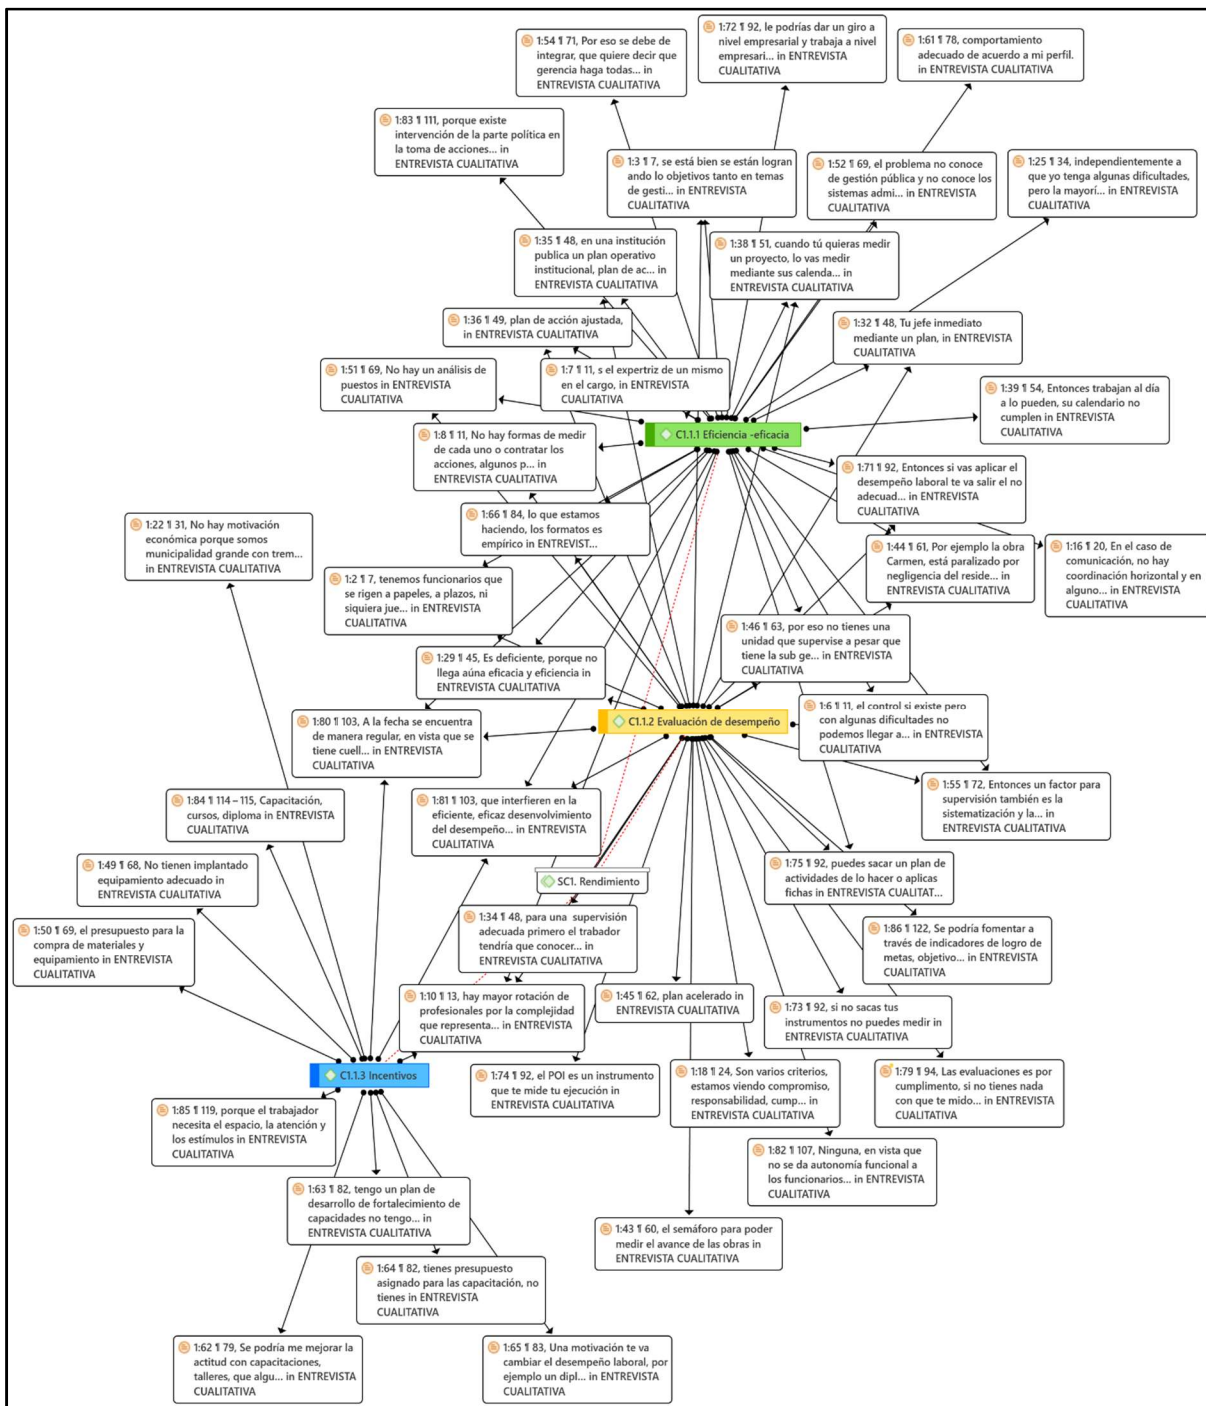 1:54 ¶ 71, Por eso se debe de
integrar, que quiere decir que
gerencia haga todas... in
ENTREVISTA CUALITATIVA
1:72 ¶ 92, le podrías dar un giro a
nivel empresarial y trabaja a nivel
empresari... in ENTREVISTA
CUALITATIVA
1:61 ¶ 78, comportamiento
adecuado de acuerdo a mi perfil.
in ENTREVISTA CUALITATIVA
1:83 ¶ 111, porque existe
intervención de la parte política en
la toma de acciones... in
ENTREVISTA CUALITATIVA
1:3 ¶ 7, se está bien se están logran
ando lo objetivos tanto en temas
de gesti... in ENTREVISTA
CUALITATIVA
1:52 ¶ 69, el problema no conoce
de gestión pública y no conoce los
sistemas admi... in ENTREVISTA
CUALITATIVA
1:25 ¶ 34, independientemente a
que yo tenga algunas dificultades,
pero la mayorí... in ENTREVISTA
CUALITATIVA
1:35 ¶ 48, en una institución
publica un plan operativo
institucional, plan de ac... in
ENTREVISTA CUALITATIVA
1:38 ¶ 51, cuando tú quieras medir
un proyecto, lo vas medir
mediante sus calenda... in
ENTREVISTA CUALITATIVA
1:36 ¶ 49, plan de acción ajustada,
in ENTREVISTA CUALITATIVA
1:32 ¶ 48, Tu jefe inmediato
mediante un plan, in ENTREVISTA
CUALITATIVA
1:51 ¶ 69, No hay un análisis de
puestos in ENTREVISTA
CUALITATIVA
1:7 ¶ 11, s el expertriz de un mismo
en el cargo, in ENTREVISTA
CUALITATIVA
1:39 ¶ 54, Entonces trabajan al día
a lo pueden, su calendario no
cumplen in ENTREVISTA
CUALITATIVA
C1.1.1 Eficiencia -eficacia
1:8 ¶ 11, No hay formas de medir
de cada uno o contratar los
acciones, algunos p... in
ENTREVISTA CUALITATIVA
1:71 ¶ 92, Entonces si vas aplicar el
desempeño laboral te va salir el no
adecuad... in ENTREVISTA
CUALITATIVA
1:66 ¶ 84, lo que estamos
haciendo, los formatos es
empírico in ENTREVIST...
1:22 ¶ 31, No hay motivación
económica porque somos
municipalidad grande con trem...
in ENTREVISTA CUALITATIVA
1:44 ¶ 61, Por ejemplo la obra
Carmen, está paralizado por
negligencia del reside... in
ENTREVISTA CUALITATIVA
1:16 ¶ 20, En el caso de
comunicación, no hay
coordinación horizontal y en
alguno... in ENTREVISTA
CUALITATIVA
1:2 ¶ 7, tenemos funcionarios que
se rigen a papeles, a plazos, ni
siquiera jue... in ENTREVISTA
CUALITATIVA
1:46 ¶ 63, por eso no tienes una
unidad que supervise a pesar que
tiene la sub ge... in ENTREVISTA
CUALITATIVA
1:29 ¶ 45, Es deficiente, porque no
llega aúna eficacia y eficiencia in
ENTREVISTA CUALITATIVA
1:6 ¶ 11, el control si existe pero
con algunas dificultades no
podemos llegar a... in
ENTREVISTA CUALITATIVA
1:80 ¶ 103, A la fecha se encuentra
de manera regular, en vista que se
tiene cuell... in ENTREVISTA
CUALITATIVA
C1.1.2 Evaluación de desempeño
1:55 ¶ 72, Entonces un factor para
supervisión también es la
sistematización y la... in
ENTREVISTA CUALITATIVA
1:84 ¶ 114 – 115, Capacitación,
cursos, diploma in ENTREVISTA
CUALITATIVA
1:81 ¶ 103, que interfieren en la
eficiente, eficaz desenvolvimiento
del desempeño... in ENTREVISTA
CUALITATIVA
1:49 ¶ 68, No tienen implantado
equipamiento adecuado in
ENTREVISTA CUALITATIVA
1:75 ¶ 92, puedes sacar un plan de
actividades de lo hacer o aplicas
fichas in ENTREVISTA CUALITAT...
SC1. Rendimiento
1:34 ¶ 48, para una supervisión
adecuada primero el trabador
tendría que conocer... in
ENTREVISTA CUALITATIVA
1:50 ¶ 69, el presupuesto para la
compra de materiales y
equipamiento in ENTREVISTA
CUALITATIVA
1:86 ¶ 122, Se podría fomentar a
través de indicadores de logro de
metas, objetivo... in ENTREVISTA
CUALITATIVA
1:10 ¶ 13, hay mayor rotación de
profesionales por la complejidad
que representa... in ENTREVISTA
CUALITATIVA
1:45 ¶ 62, plan acelerado in
ENTREVISTA CUALITATIVA
1:73 ¶ 92, si no sacas tus
instrumentos no puedes medir in
ENTREVISTA CUALITATIVA
C1.1.3 Incentivos
1:74 ¶ 92, el POI es un instrumento
que te mide tu ejecución in
ENTREVISTA CUALITATIVA
1:18 ¶ 24, Son varios criterios,
estamos viendo compromiso,
responsabilidad, cump... in
ENTREVISTA CUALITATIVA
1:79 ¶ 94, Las evaluaciones es por
cumplimento, si no tienes nada
con que te mido... in ENTREVISTA
CUALITATIVA
1:85 ¶ 119, porque el trabajador
necesita el espacio, la atención y
los estímulos in ENTREVISTA
CUALITATIVA
1:82 ¶ 107, Ninguna, en vista que
no se da autonomía funcional a
los funcionarios... in ENTREVISTA
CUALITATIVA
1:63 ¶ 82, tengo un plan de
desarrollo de fortalecimiento de
capacidades no tengo... in
ENTREVISTA CUALITATIVA
1:43 ¶ 60, el semáforo para poder
medir el avance de las obras in
ENTREVISTA CUALITATIVA
1:64 ¶ 82, tienes presupuesto
asignado para las capacitación, no
tienes in ENTREVISTA
CUALITATIVA
1:62 ¶ 79, Se podría me mejorar la
actitud con capacitaciones,
talleres, que algu... in ENTREVISTA
CUALITATIVA
1:65 ¶ 83, Una motivación te va
cambiar el desempeño laboral, por
ejemplo un dipl... in ENTREVISTA
CUALITATIVA